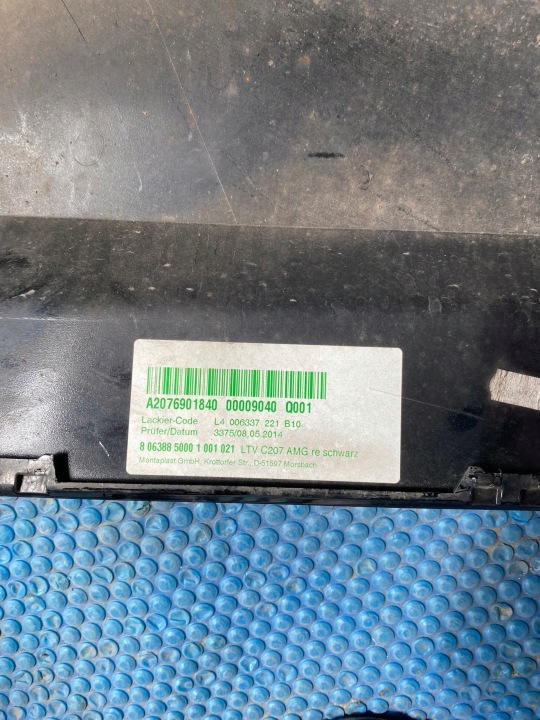 A2076901840 00009040 Q001
Lackier-Code L4 006337 221 B10
Prüfer/Datum 3375/08.05.2014
8 06388 5000 1 001 021 LTV C207 AMG re schwarz
Montaplast GmbH, Krottorfer Str., D-51597 Morsbach